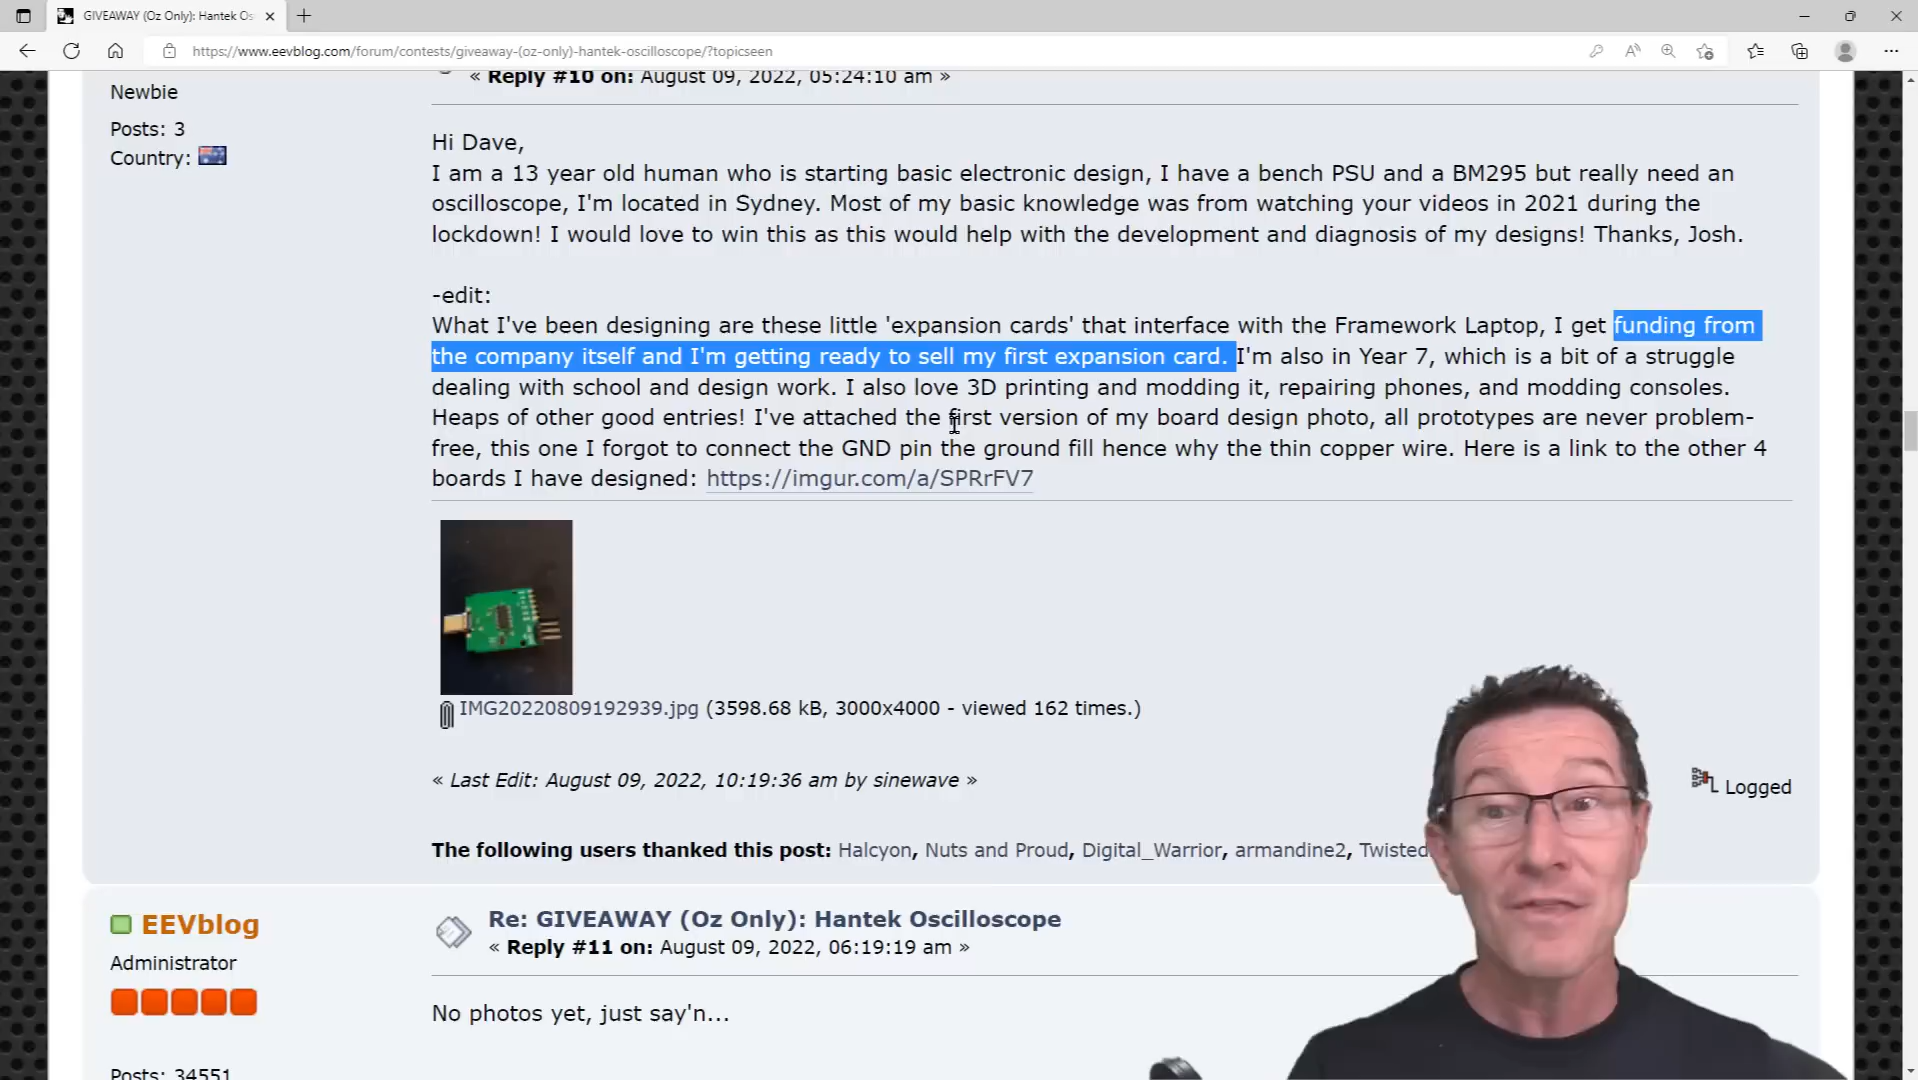 GIVEAWAY (Oz Only): Hantek Os
https://www.eevblog.com/forum/contests/giveaway-(oz-only)-hantek-oscilloscope/?topicseen
« Reply #10 on: August 09, 2022, 05:24:10 am »
Newbie
Posts: 3
Country:
Hi Dave,
I am a 13 year old human who is starting basic electronic design, I have a bench PSU and a BM295 but really need an
oscilloscope, I'm located in Sydney. Most of my basic knowledge was from watching your videos in 2021 during the
lockdown! I would love to win this as this would help with the development and diagnosis of my designs! Thanks, Josh.
-edit:
What I've been designing are these little 'expansion cards' that interface with the Framework Laptop, I get funding from
the company itself and I'm getting ready to sell my first expansion card. I'm also in Year 7, which is a bit of a struggle
dealing with school and design work. I also love 3D printing and modding it, repairing phones, and modding consoles.
Heaps of other good entries! I've attached the first version of my board design photo, all prototypes are never problem-
free, this one I forgot to connect the GND pin the ground fill hence why the thin copper wire. Here is a link to the other 4
boards I have designed: https://imgur.com/a/SPRrFV7
IMG20220809192939.jpg (3598.68 kB, 3000x4000 - viewed 162 times.)
« Last Edit: August 09, 2022, 10:19:36 am by sinewave »
Logged
The following users thanked this post: Halcyon, Nuts and Proud, Digital_Warrior, armandine2, Twisted
EEVblog
Administrator
Re: GIVEAWAY (Oz Only): Hantek Oscilloscope
« Reply #11 on: August 09, 2022, 06:19:19 am »
No photos yet, just say'n...
Posts: 34551